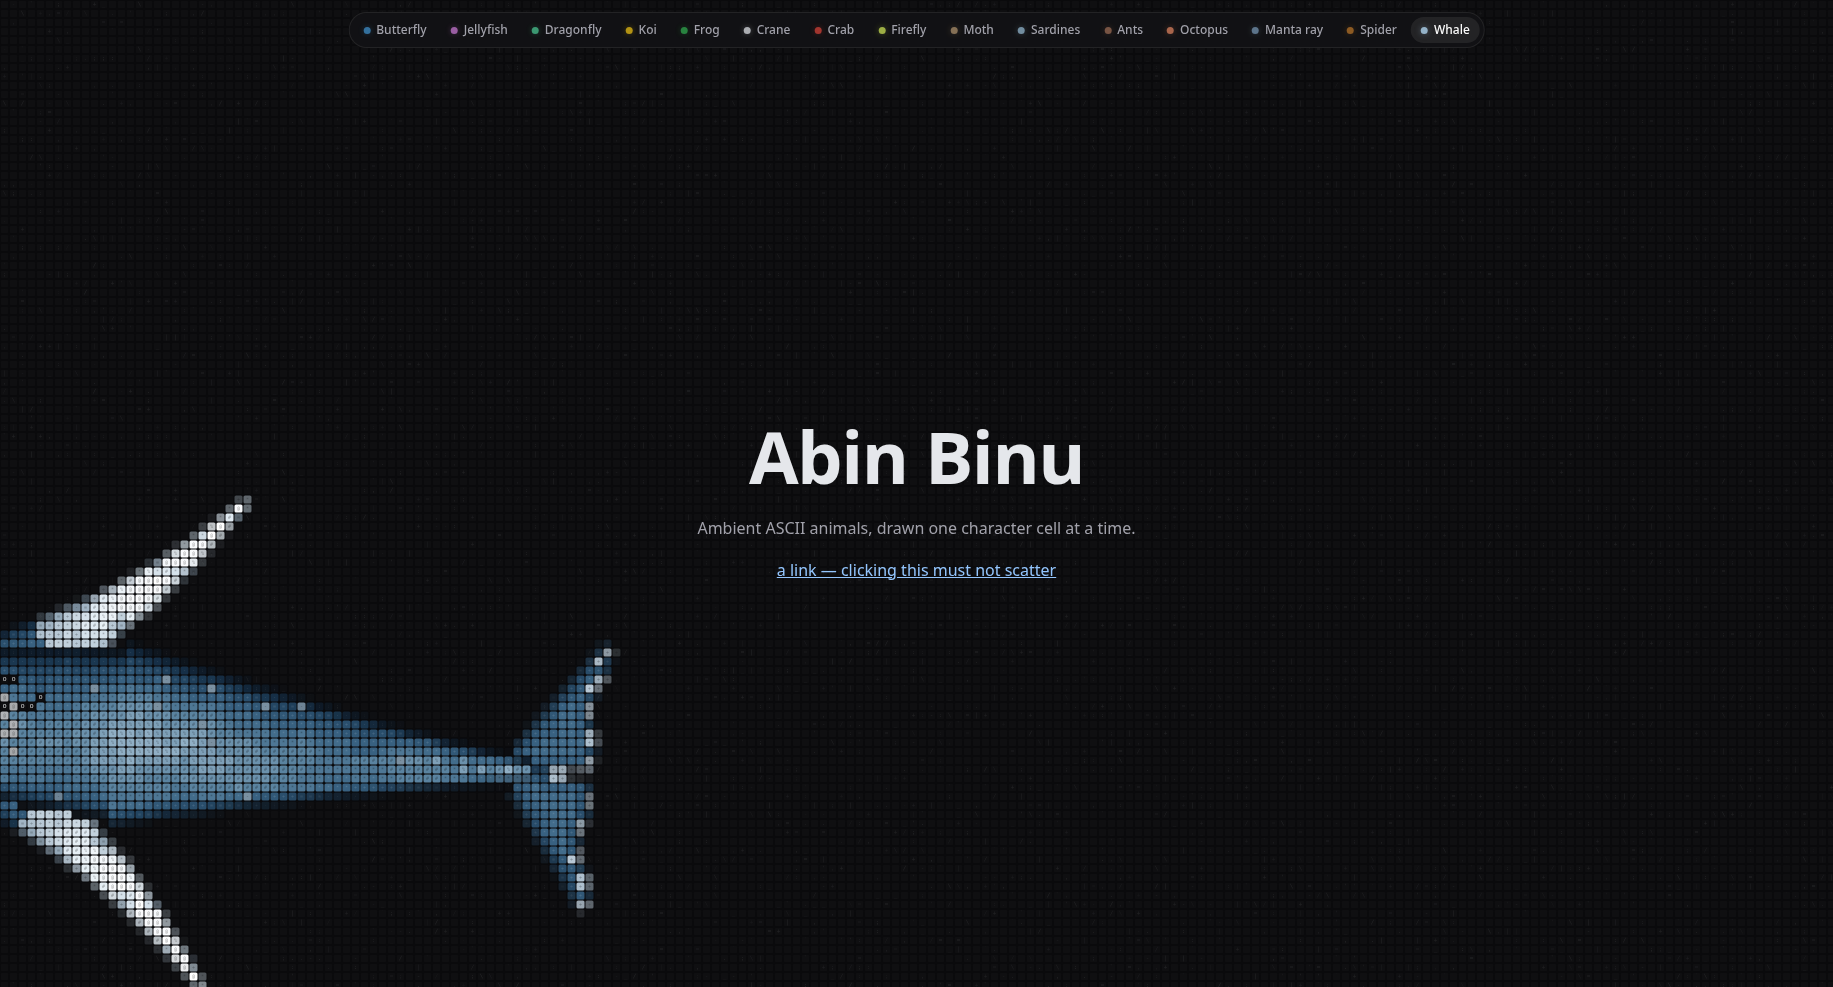 Butterfly Jellyfish Dragonfly Koi Frog Crane Crab Firefly Moth Sardines Ants Octopus Manta ray Spider Whale
Abin Binu
Ambient ASCII animals, drawn one character cell at a time.
a link — clicking this must not scatter